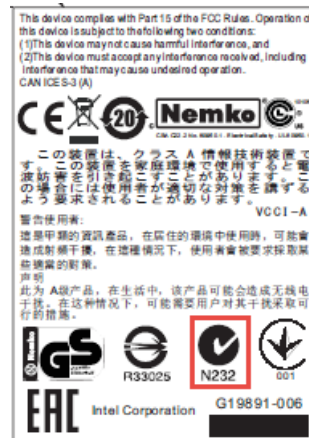 This device complies with Part 15 of the FCC Rules. Operation of
this device is subject to the following two conditions:
(1)This device may not cause harmful interference, and
(2)This device must accept any interference received, including
interference that may cause undesired operation.
CAN ICES-3 (A)
CE 20 Nemko C
US
この装置は、クラス A 情報技術装置で
す。この装置を家庭環境で使用すると電
波妨害を引き起こすことがあります。こ
の場合には使用者が適切な対策を講ずる
よう要求されることがあります。
VCCI-A
警告使用者:
這是甲類的資訊產品，在居住的環境中使用時，可能會
造成射頻干擾，在這種情況下，使用者會被要求採取某
些適當的對策。
声明
此为 A级产品，在生活中，该产品可能会造成无线电
干扰。在这种情况下，可能需要用户对其干扰采取可
行的措施。
Nemko GS R33025 N232 001
EAC Intel Corporation G19891-006